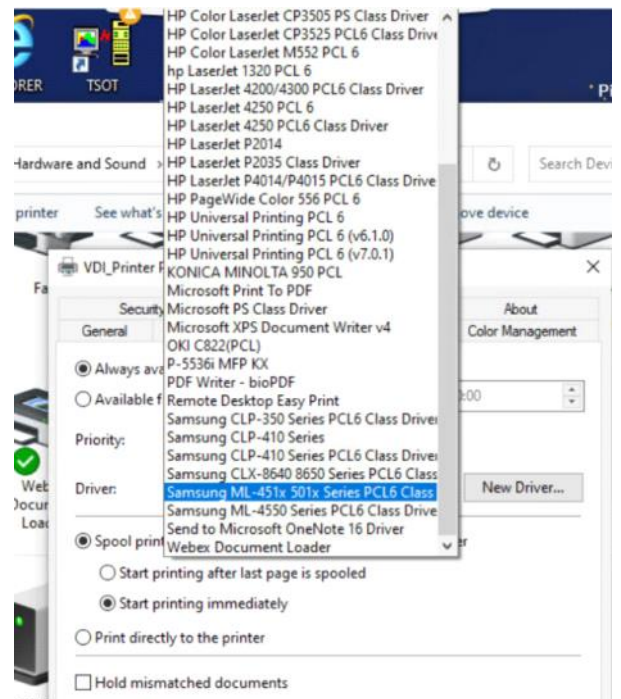 HP Color LaserJet CP3505 PS Class Driver
HP Color LaserJet CP3525 PCL6 Class Drive
HP Color LaserJet M552 PCL 6
hp LaserJet 1320 PCL 6
RER TSOT HP LaserJet 4200/4300 PCL6 Class Driver
HP LaserJet 4250 PCL 6
HP LaserJet 4250 PCL6 Class Driver
HP LaserJet P2014
Hardware and Sound > HP LaserJet P2035 Class Driver Search Devi
HP LaserJet P4014/P4015 PCL6 Class Drive
HP PageWide Color 556 PCL 6
printer See what's HP Universal Printing PCL 6 ove device
HP Universal Printing PCL 6 (v6.1.0)
HP Universal Printing PCL 6 (v7.0.1)
VDI_Printer P KONICA MINOLTA 950 PCL
Fa Microsoft Print To PDF
Security Microsoft PS Class Driver About
General Microsoft XPS Document Writer v4 Color Management
OKI C822(PCL)
Always ava P-5536i MFP KX
PDF Writer - bioPDF
Available f Remote Desktop Easy Print :00
Samsung CLP-350 Series PCL6 Class Driver
Priority: Samsung CLP-410 Series
Samsung CLP-410 Series PCL6 Class Driver
Samsung CLX-8640 8650 Series PCL6 Class
Web Driver: Samsung ML-451x 501x Series PCL6 Class New Driver...
Docur Samsung ML-4550 Series PCL6 Class Drive
Loac Send to Microsoft OneNote 16 Driver
Spool print Webex Document Loader er
Start printing after last page is spooled
Start printing immediately
Print directly to the printer
Hold mismatched documents